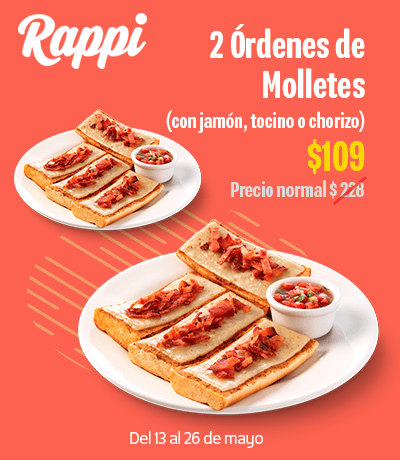 Rappi
2 Órdenes de
Molletes
(con jamón, tocino o chorizo)
$109
Precio normal $ 228
Del 13 al 26 de mayo